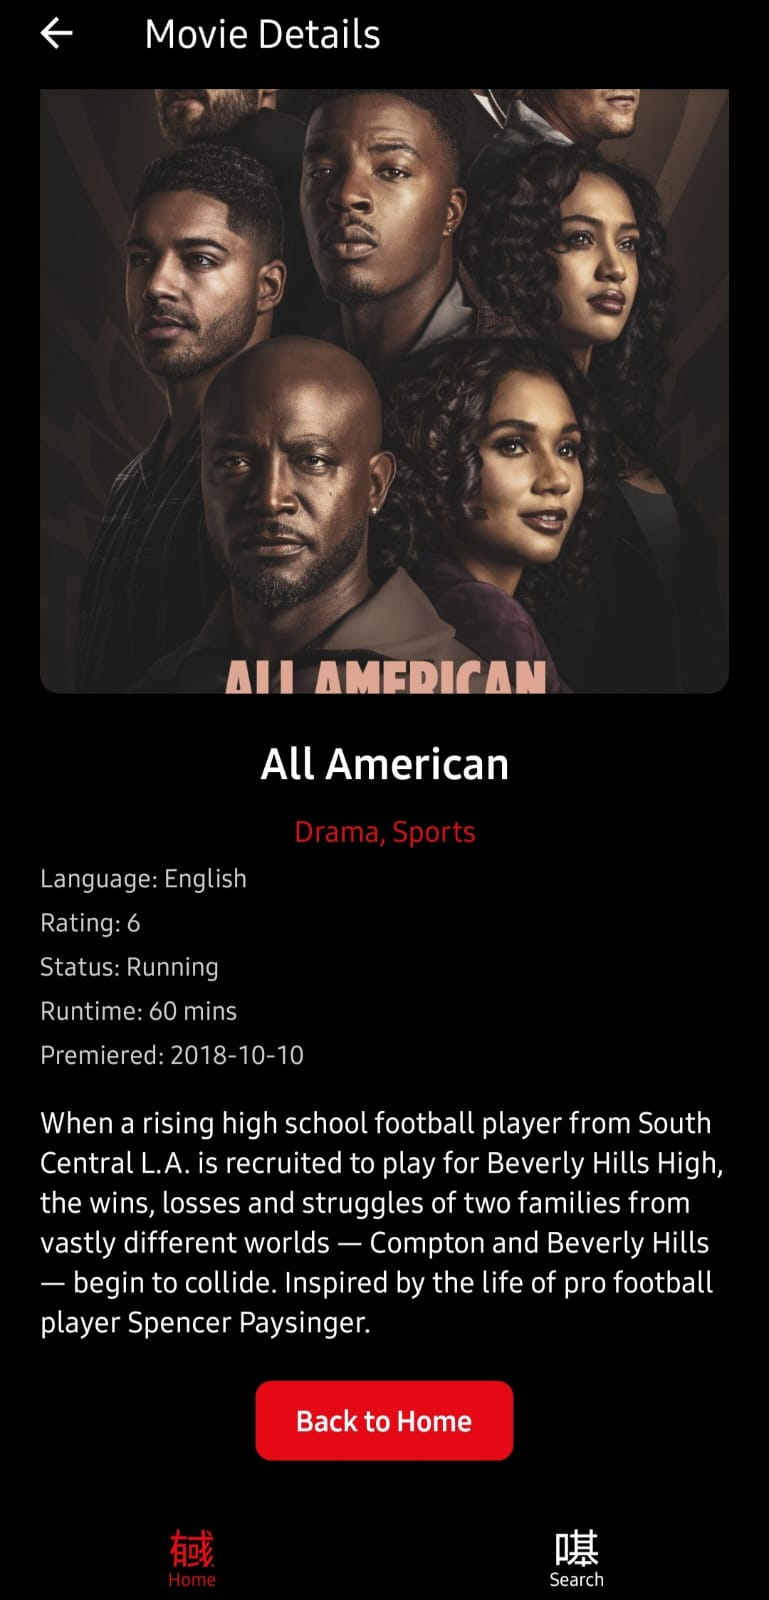 Movie Details
ALL AMERICAN
All American
Drama, Sports
Language: English
Rating: 6
Status: Running
Runtime: 60 mins
Premiered: 2018-10-10
When a rising high school football player from South
Central L.A. is recruited to play for Beverly Hills High,
the wins, losses and struggles of two families from
vastly different worlds — Compton and Beverly Hills
— begin to collide. Inspired by the life of pro football
player Spencer Paysinger.
Back to Home
Home
Search